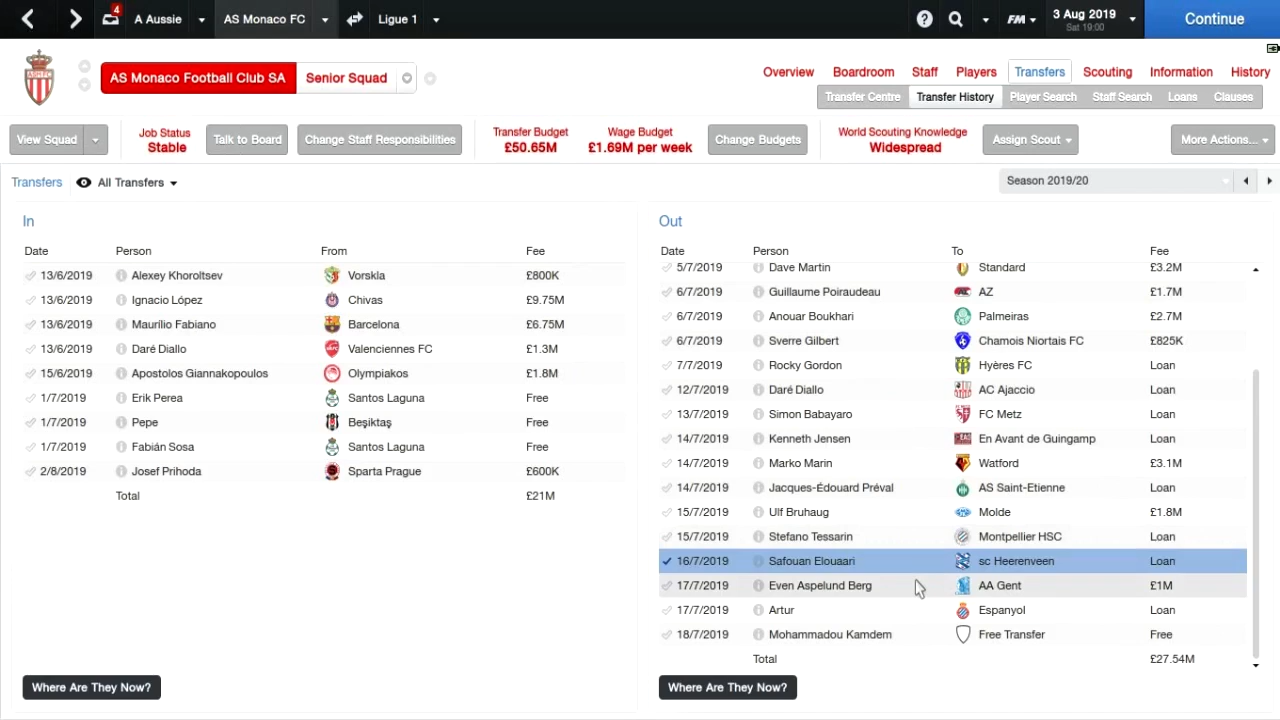 4 A Aussie AS Monaco FC Ligue 1 ? FM 3 Aug 2019 Sat 19:00 Continue
AS Monaco Football Club SA Senior Squad
Overview Boardroom Staff Players Transfers Scouting Information History
Transfer Centre Transfer History Player Search Staff Search Loans Clauses
View Squad Job Status Stable Talk to Board Change Staff Responsibilities Transfer Budget £50.65M Wage Budget £1.69M per week Change Budgets World Scouting Knowledge Widespread Assign Scout More Actions...
Transfers All Transfers Season 2019/20
In
Date Person From Fee
13/6/2019 Alexey Khoroltsev Vorskla £800K
13/6/2019 Ignacio López Chivas £9.75M
13/6/2019 Maurílio Fabiano Barcelona £6.75M
13/6/2019 Daré Diallo Valenciennes FC £1.3M
15/6/2019 Apostolos Giannakopoulos Olympiakos £1.8M
1/7/2019 Erik Perea Santos Laguna Free
1/7/2019 Pepe Beşiktaş Free
1/7/2019 Fabián Sosa Santos Laguna Free
2/8/2019 Josef Prihoda Sparta Prague £600K
Total £21M
Where Are They Now?
Out
Date Person To Fee
5/7/2019 Dave Martin Standard £3.2M
6/7/2019 Guillaume Poiraudeau AZ £1.7M
6/7/2019 Anouar Boukhari Palmeiras £2.7M
6/7/2019 Sverre Gilbert Chamois Niortais FC £825K
7/7/2019 Rocky Gordon Hyères FC Loan
12/7/2019 Daré Diallo AC Ajaccio Loan
13/7/2019 Simon Babayaro FC Metz Loan
14/7/2019 Kenneth Jensen En Avant de Guingamp Loan
14/7/2019 Marko Marin Watford £3.1M
14/7/2019 Jacques-Édouard Préval AS Saint-Etienne Loan
15/7/2019 Ulf Bruhaug Molde £1.8M
15/7/2019 Stefano Tessarin Montpellier HSC Loan
16/7/2019 Safouan Elouaari sc Heerenveen Loan
17/7/2019 Even Aspelund Berg AA Gent £1M
17/7/2019 Artur Espanyol Loan
18/7/2019 Mohammadou Kamdem Free Transfer Free
Total £27.54M
Where Are They Now?